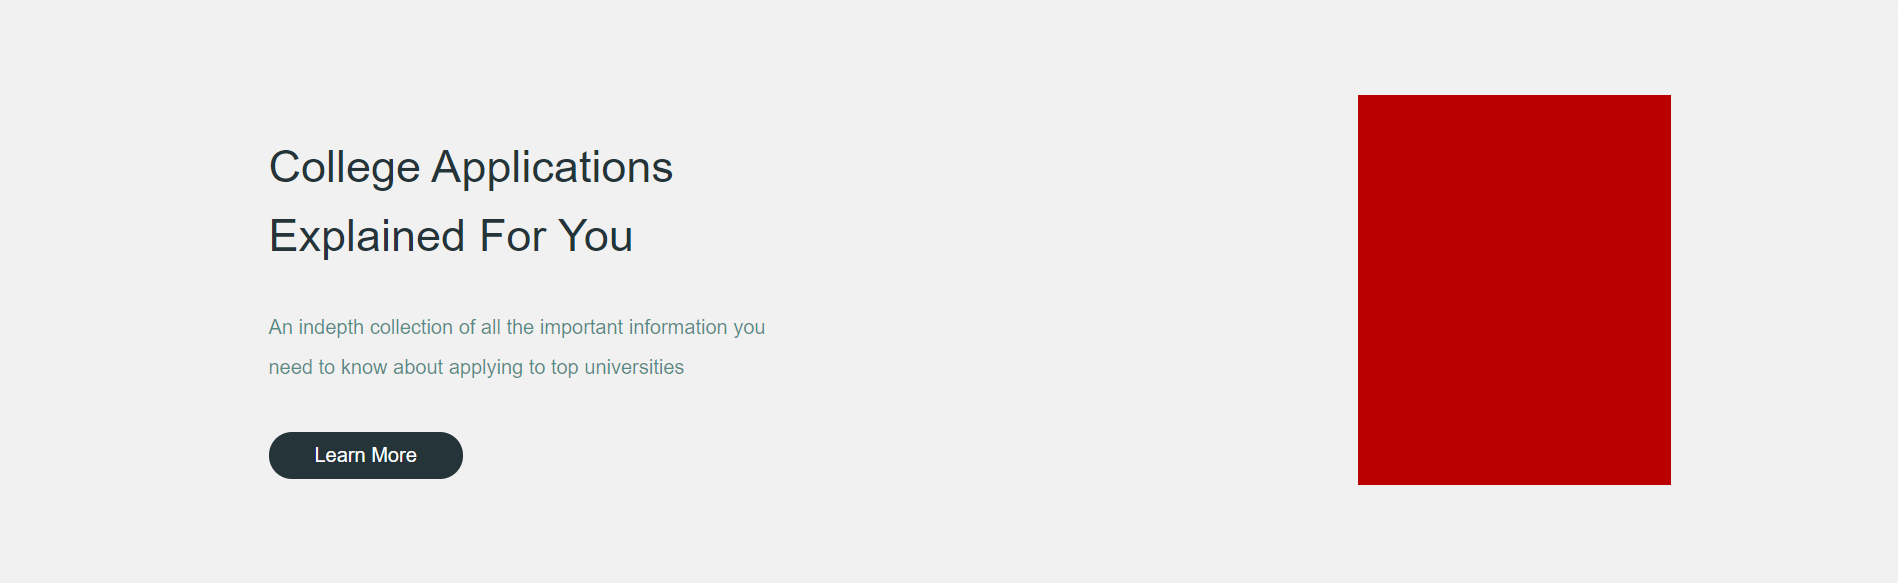 College Applications
Explained For You
An indepth collection of all the important information you
need to know about applying to top universities
Learn More